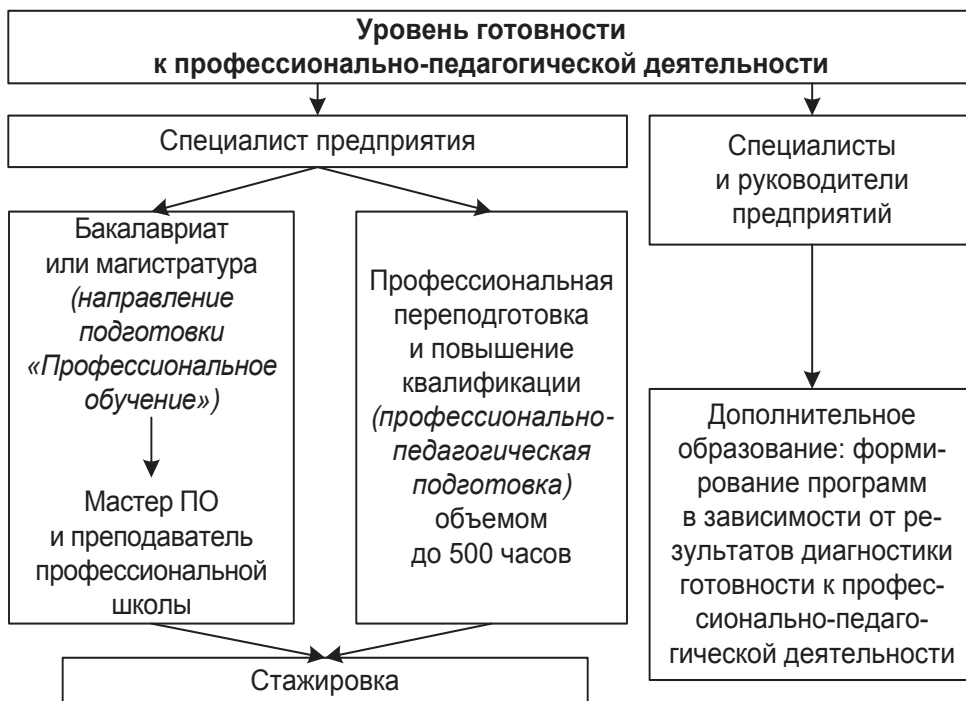 Уровень готовности
к профессионально-педагогической деятельности
Специалист предприятия
Специалисты
и руководители
предприятий
Бакалавриат
или магистратура
(направление
подготовки
«Профессиональное
обучение»)
Мастер ПО
и преподаватель
профессиональной
школы
Профессиональная
переподготовка
и повышение
квалификации
(профессионально-
педагогическая
подготовка)
объемом
до 500 часов
Дополнительное
образование: форми-
рование программ
в зависимости от ре-
зультатов диагностики
готовности к профес-
сионально-педаго-
гической деятельности
Стажировка